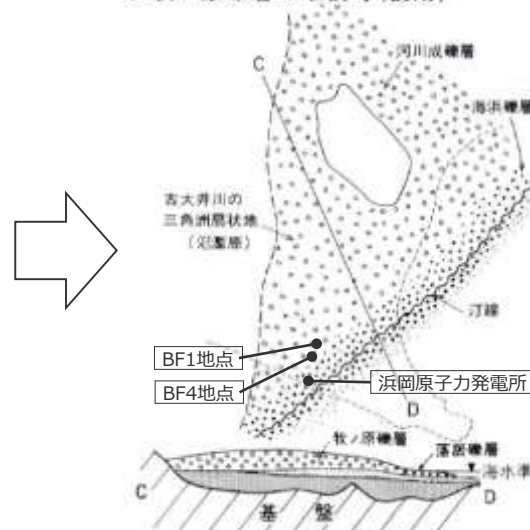 C
河川成礫層
海浜礫層
古大井川の
三角洲扇状地
(氾濫原)
汀線
BF1地点
BF4地点
浜岡原子力発電所
D
牧ノ原礫層
落居礫層
海水準
C
基盤
D